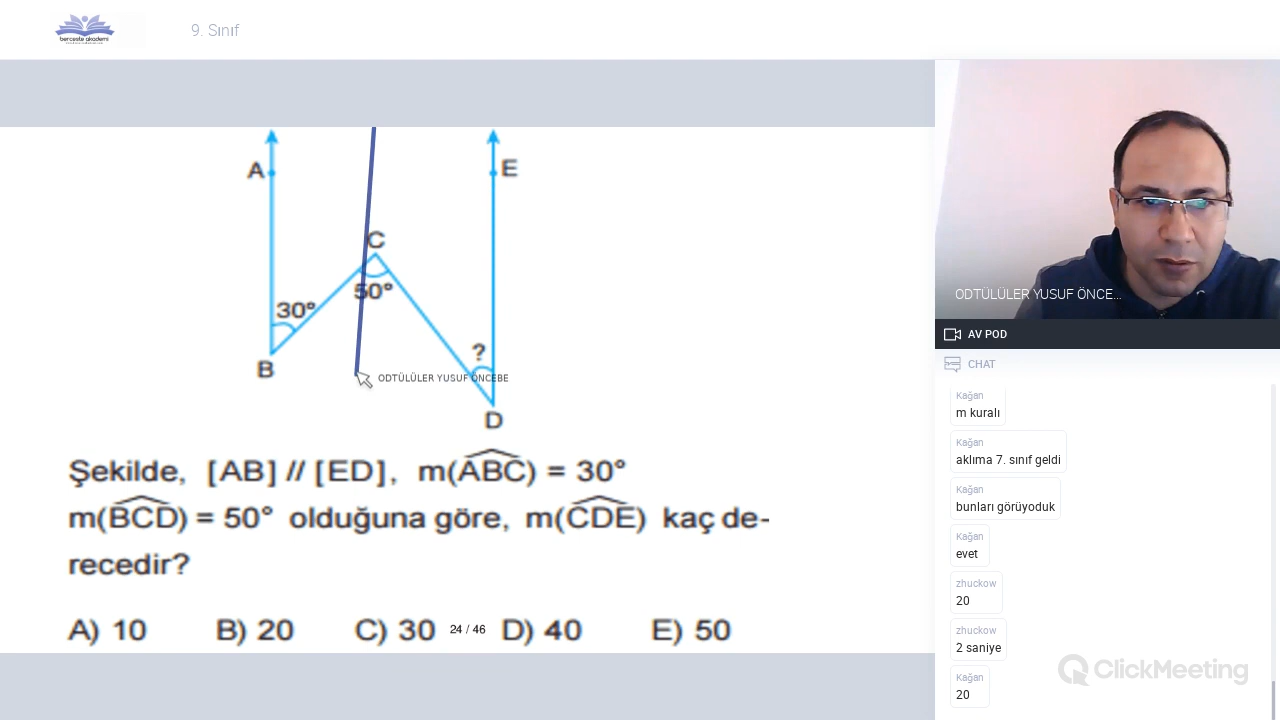 berceste akademi
9. Sınıf
A
E
C
50°
30°
?
B
ODTÜLÜLER YUSUF ÖNCEBE
D
Şekilde, [AB] // [ED], m(ABC) = 30°
m(BCD) = 50° olduğuna göre, m(CDE) kaç de-
recedir?
A) 10 B) 20 C) 30 24 / 46 D) 40 E) 50
ODTÜLÜLER YUSUF ÖNCE...
AV POD
CHAT
Kağan
m kuralı
Kağan
aklıma 7. sınıf geldi
Kağan
bunları görüyoduk
Kağan
evet
zhuckow
20
zhuckow
2 saniye
Kağan
20
ClickMeeting